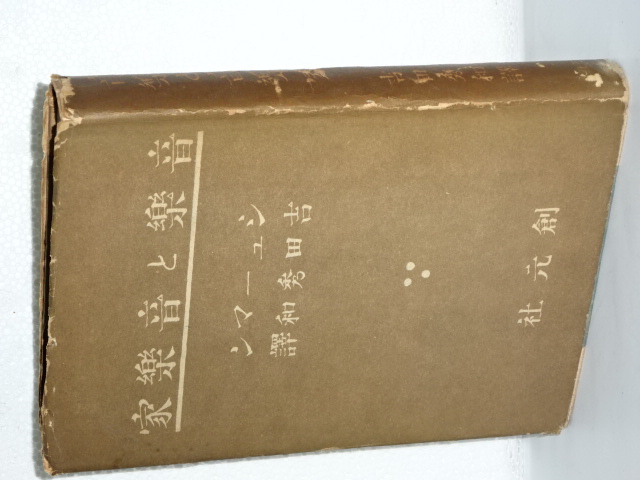 音樂と音樂家
シューマン
吉田秀和譯
創元社